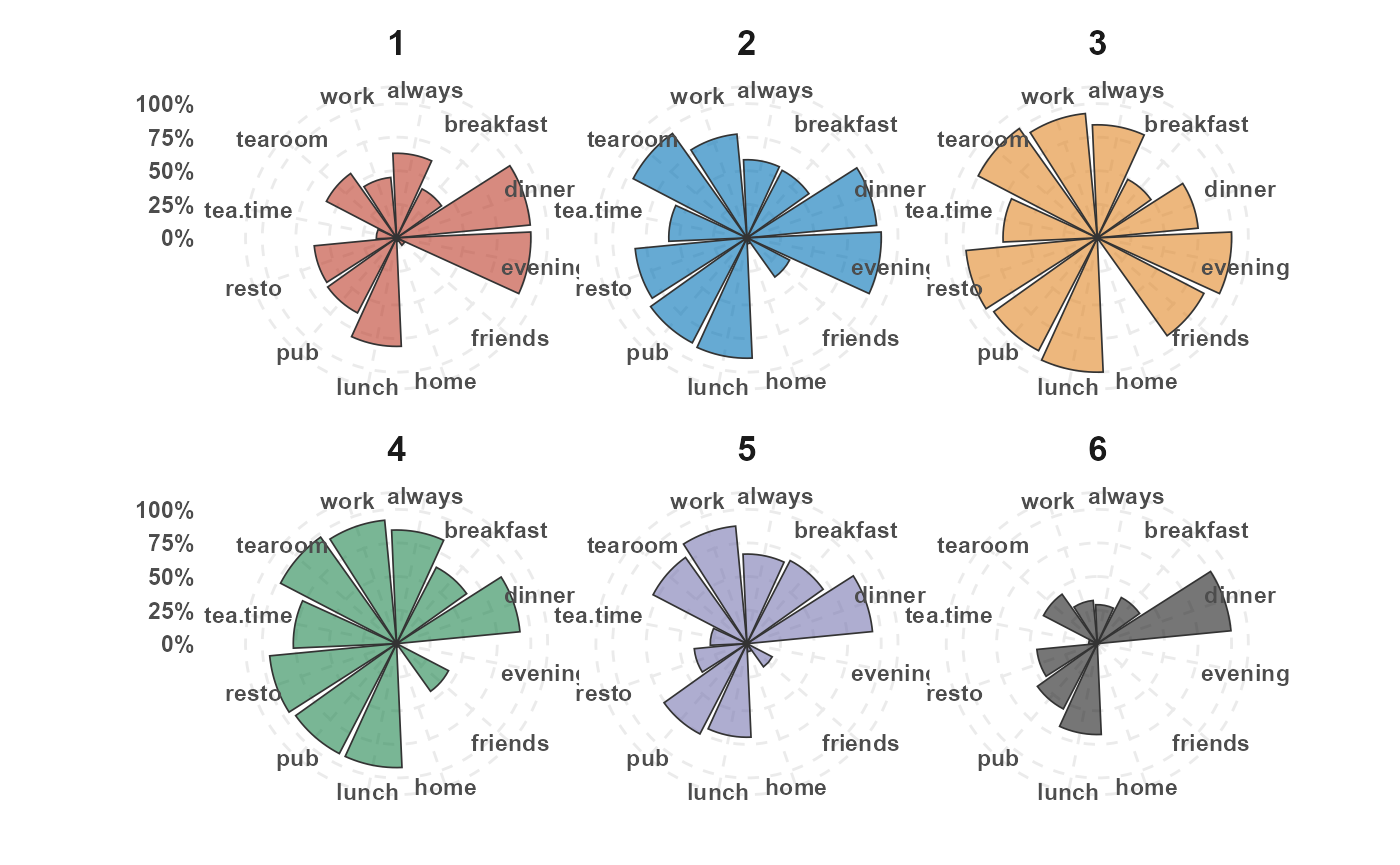 1
2
3
100%
75%
50%
25%
0%
always
breakfast
dinner
evening
friends
home
lunch
pub
resto
tea.time
tearoom
work
always
breakfast
dinner
evening
friends
home
lunch
pub
resto
tea.time
tearoom
work
always
breakfast
dinner
evening
friends
home
lunch
pub
resto
tea.time
tearoom
work
4
5
6
100%
75%
50%
25%
0%
always
breakfast
dinner
evening
friends
home
lunch
pub
resto
tea.time
tearoom
work
always
breakfast
dinner
evening
friends
home
lunch
pub
resto
tea.time
tearoom
work
always
breakfast
dinner
evening
friends
home
lunch
pub
resto
tea.time
tearoom
work